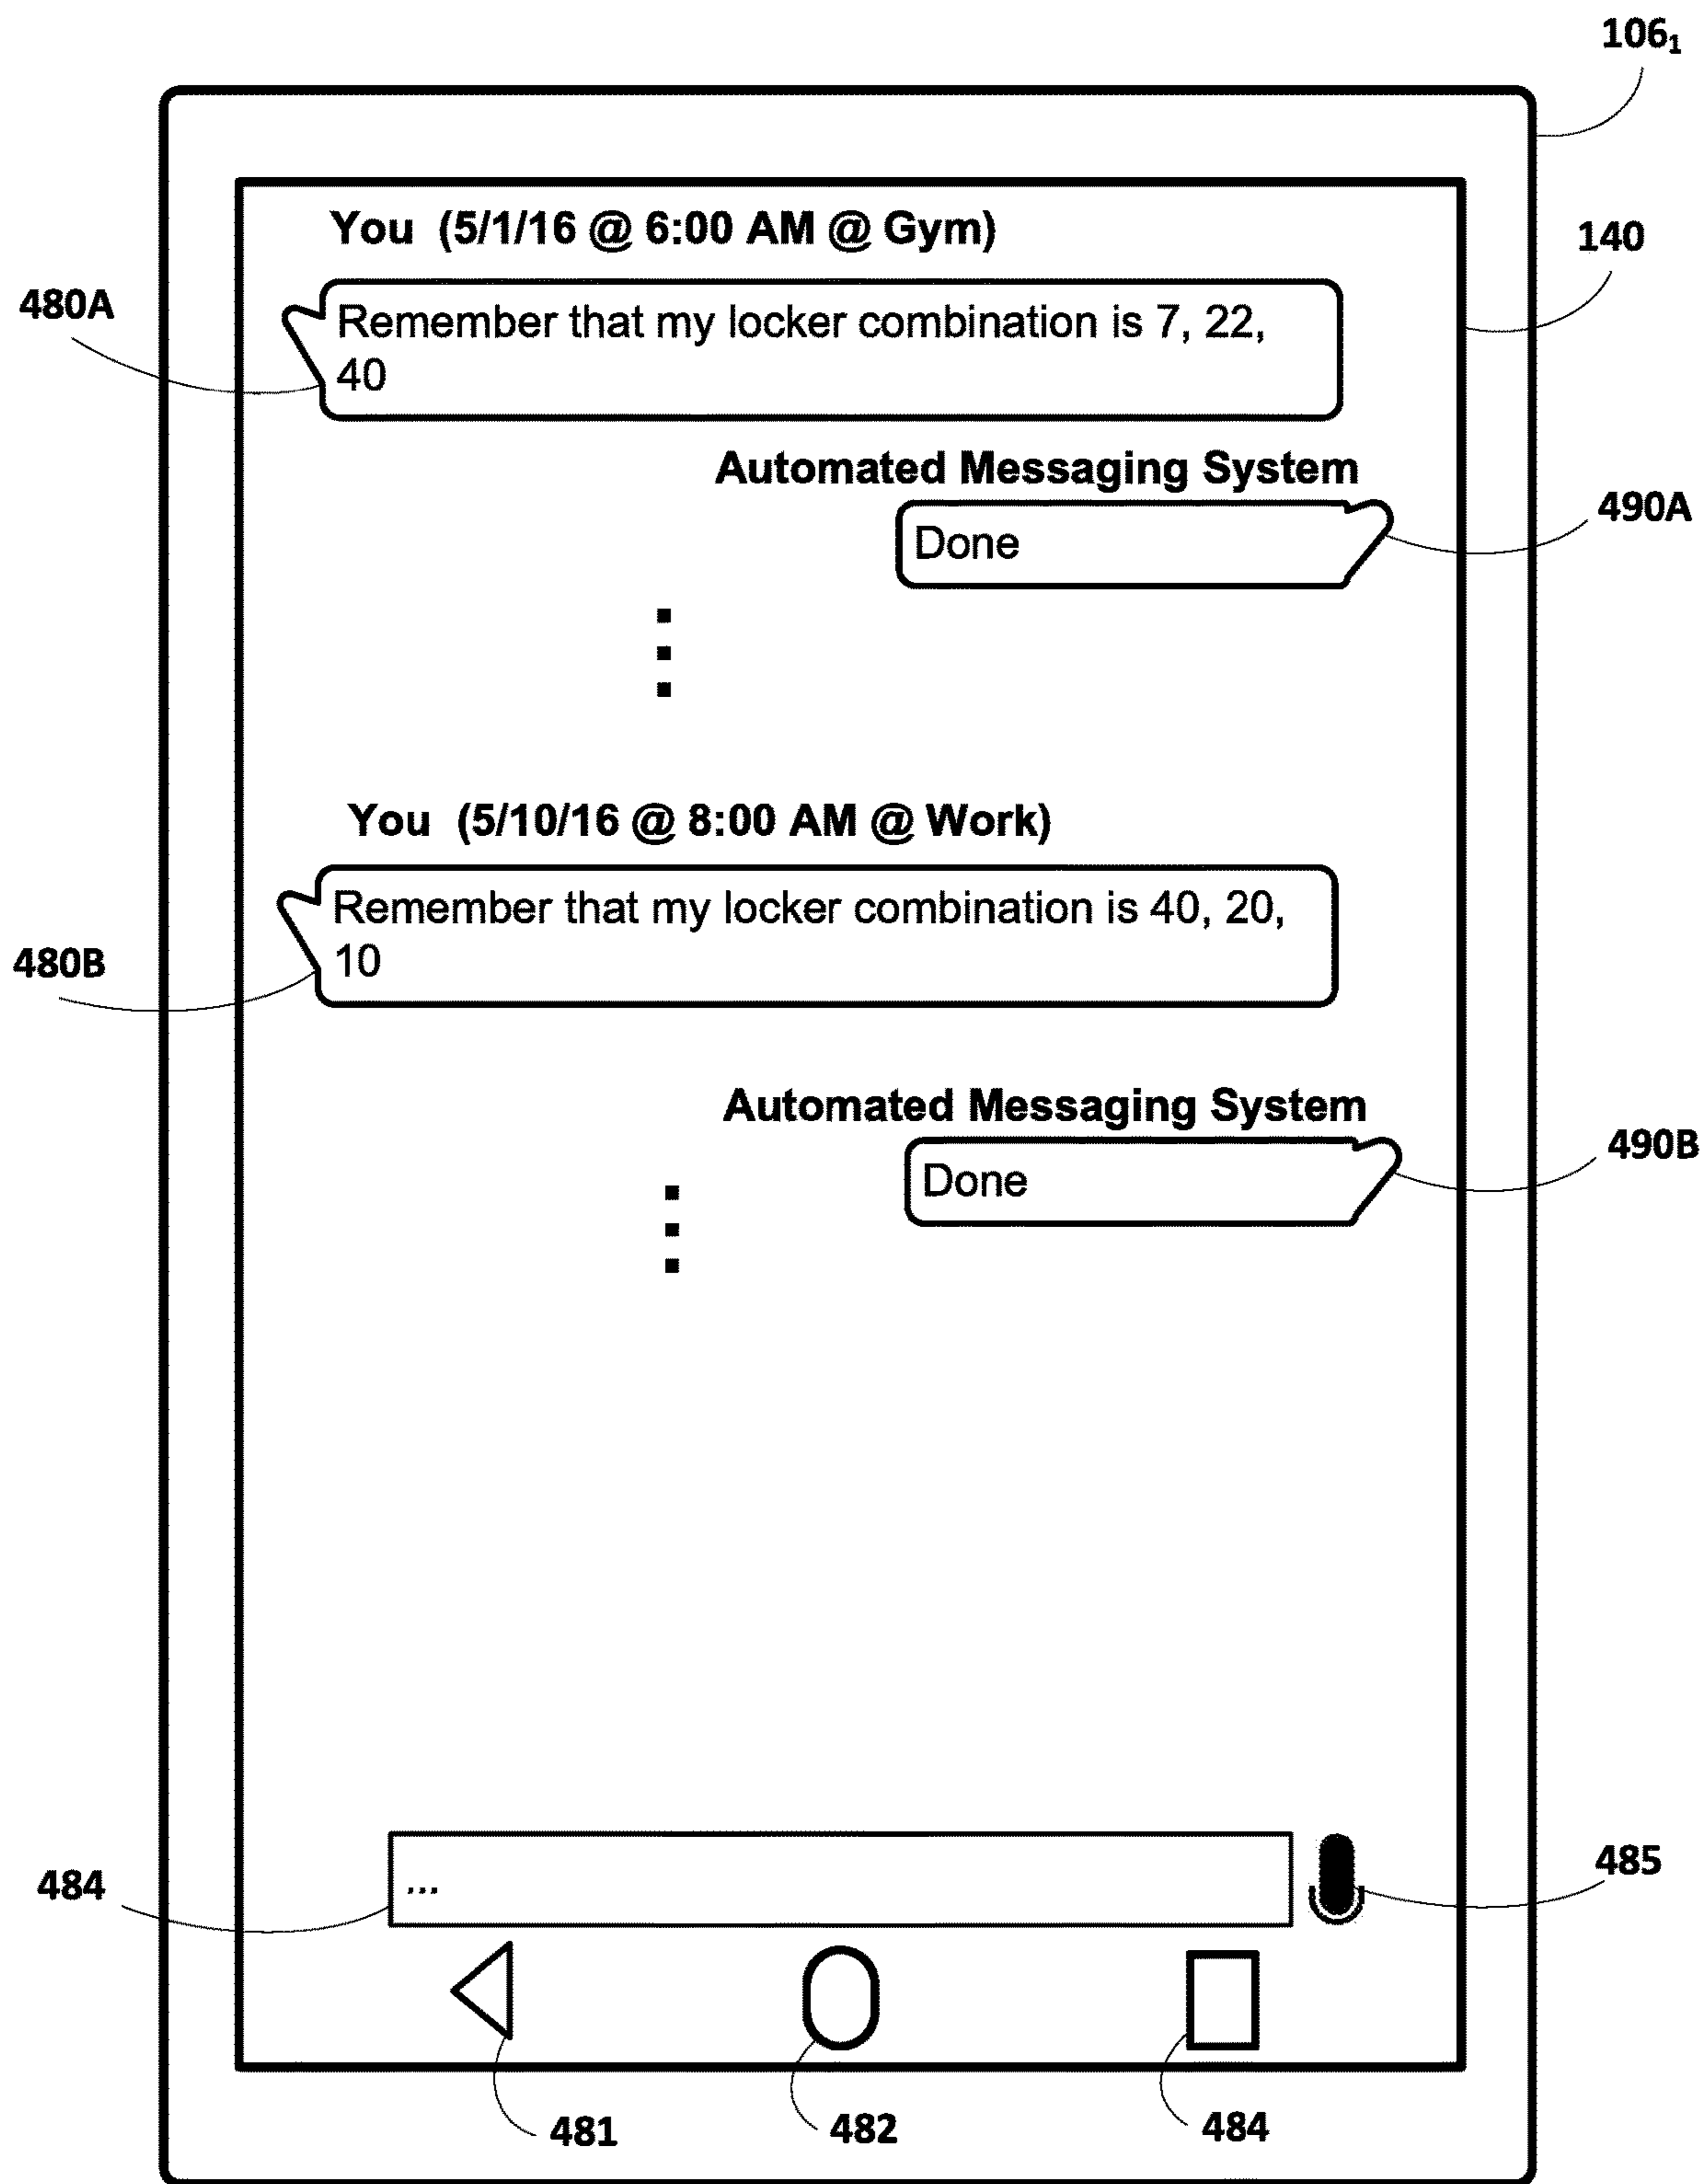 106₁
You (5/1/16 @ 6:00 AM @ Gym)
140
480A
Remember that my locker combination is 7, 22,
40
Automated Messaging System
490A
Done
You (5/10/16 @ 8:00 AM @ Work)
Remember that my locker combination is 40, 20,
10
480B
Automated Messaging System
490B
Done
484
...
485
481
482
484